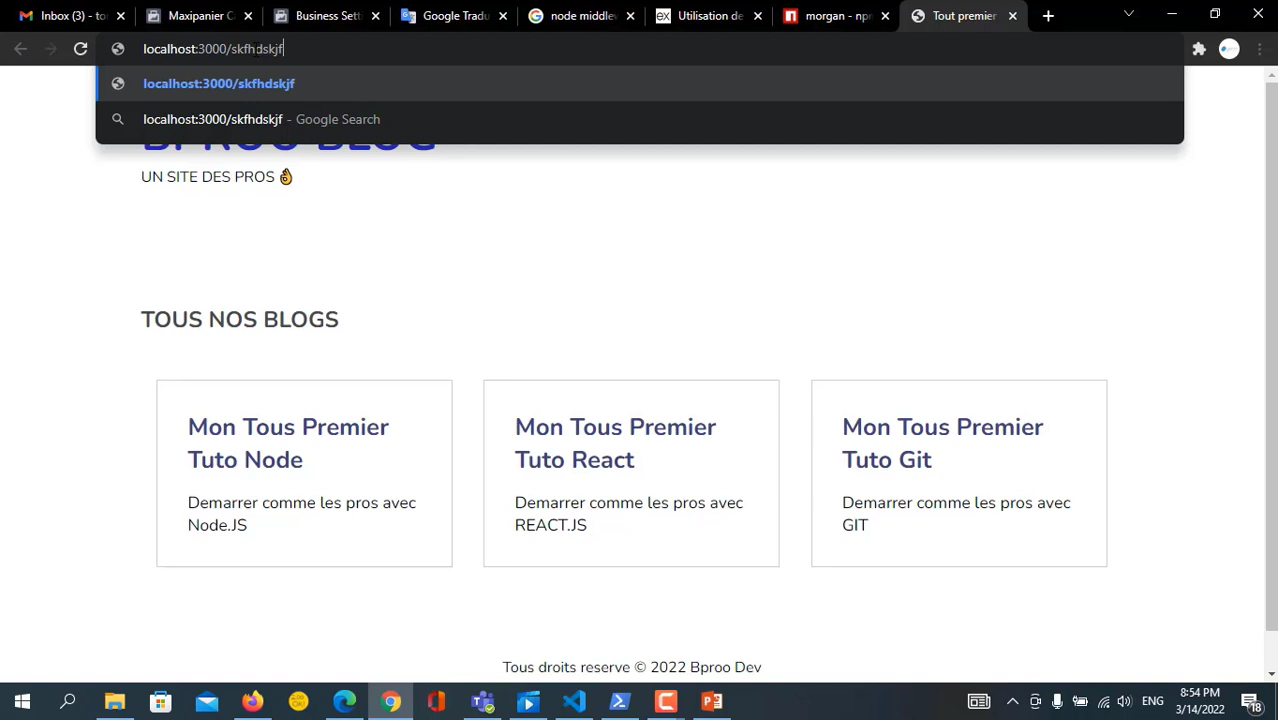 Inbox (3) - to
Maxipanier C
Business Sett
Google Tradu
node middlev
Utilisation de
morgan - npr
Tout premier
localhost:3000/skfhdskjf
localhost:3000/skfhdskjf
localhost:3000/skfhdskjf - Google Search
BPROO BLOG
UN SITE DES PROS 👌
TOUS NOS BLOGS
Mon Tous Premier
Tuto Node
Demarrer comme les pros avec
Node.JS
Mon Tous Premier
Tuto React
Demarrer comme les pros avec
REACT.JS
Mon Tous Premier
Tuto Git
Demarrer comme les pros avec
GIT
Tous droits reserve © 2022 Bproo Dev
ENG
8:54 PM
3/14/2022
18